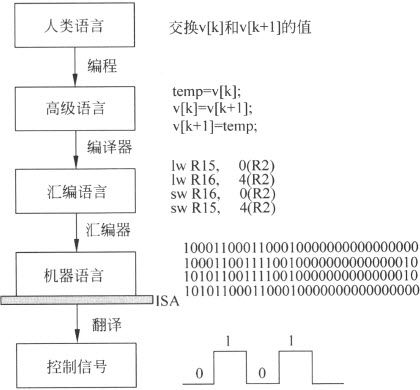 人类语言
交换v[k]和v[k+1]的值
编程
高级语言
temp=v[k];
v[k]=v[k+1];
v[k+1]=temp;
编译器
汇编语言
lw R15, 0(R2)
lw R16, 4(R2)
sw R16, 0(R2)
sw R15, 4(R2)
汇编器
机器语言
10001100011000100000000000000000
10001100111100100000000000000010
10101100111100100000000000000010
10101100011000100000000000000000
ISA
翻译
控制信号
0 1 0 1